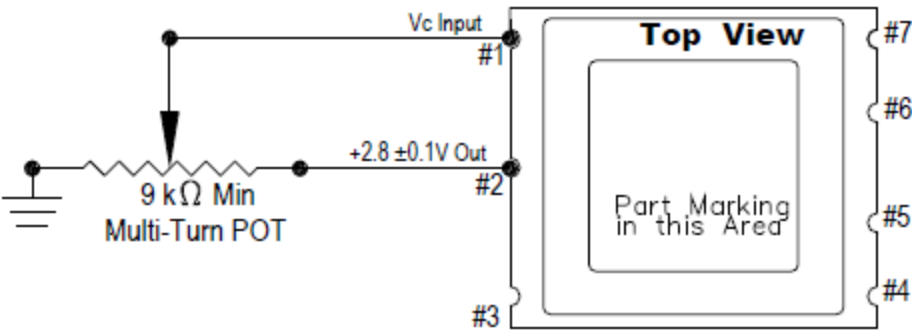 Vc Input
#1
Top View
#7
#6
+2.8 ±0.1V Out
#2
9 kΩ Min
Multi-Turn POT
Part Marking
in this Area
#5
#4
#3